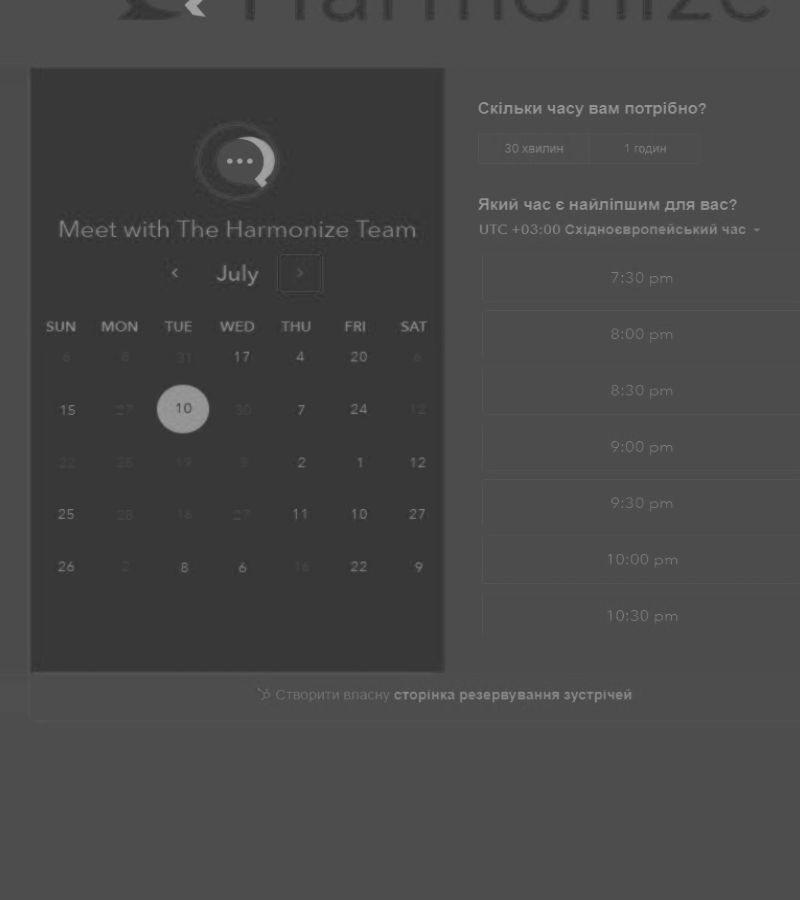 Harmonize
Meet with The Harmonize Team
July
SUN MON TUE WED THU FRI SAT
6 8 31 17 4 20 6
15 27 10 30 7 24 12
22 25 19 3 2 1 12
25 28 16 27 11 10 27
26 2 8 6 16 22 9
Скільки часу вам потрібно?
30 хвилин 1 годин
Який час є найліпшим для вас?
UTC +03:00 Східноєвропейський час
7:30 pm
8:00 pm
8:30 pm
9:00 pm
9:30 pm
10:00 pm
10:30 pm
Створити власну сторінка резервування зустрічей